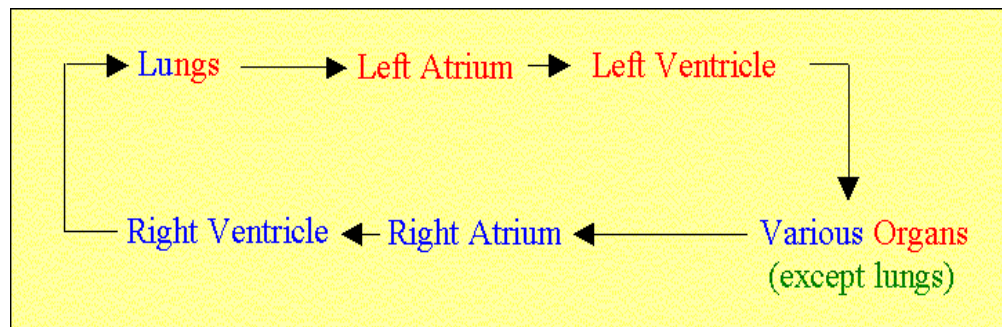 Lungs Left Atrium Left Ventricle
Right Ventricle Right Atrium Various Organs
(except lungs)